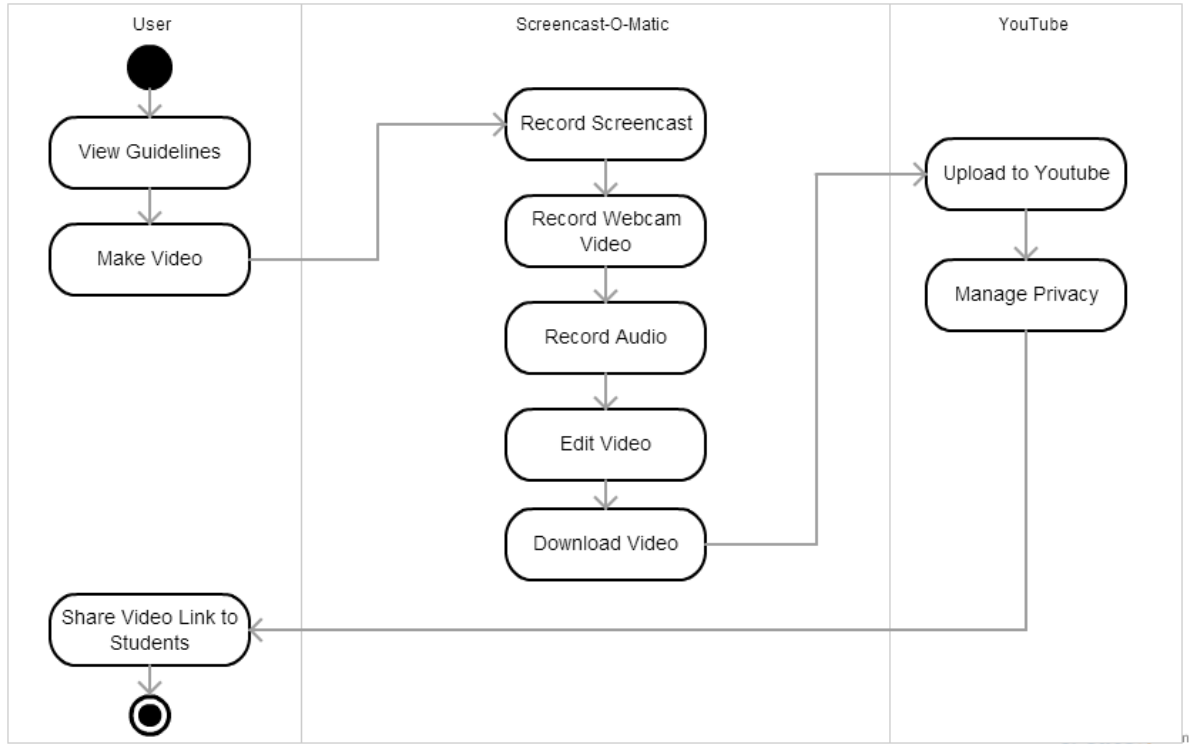 User
Screencast-O-Matic
YouTube
View Guidelines
Make Video
Record Screencast
Record Webcam
Video
Record Audio
Edit Video
Download Video
Upload to Youtube
Manage Privacy
Share Video Link to
Students